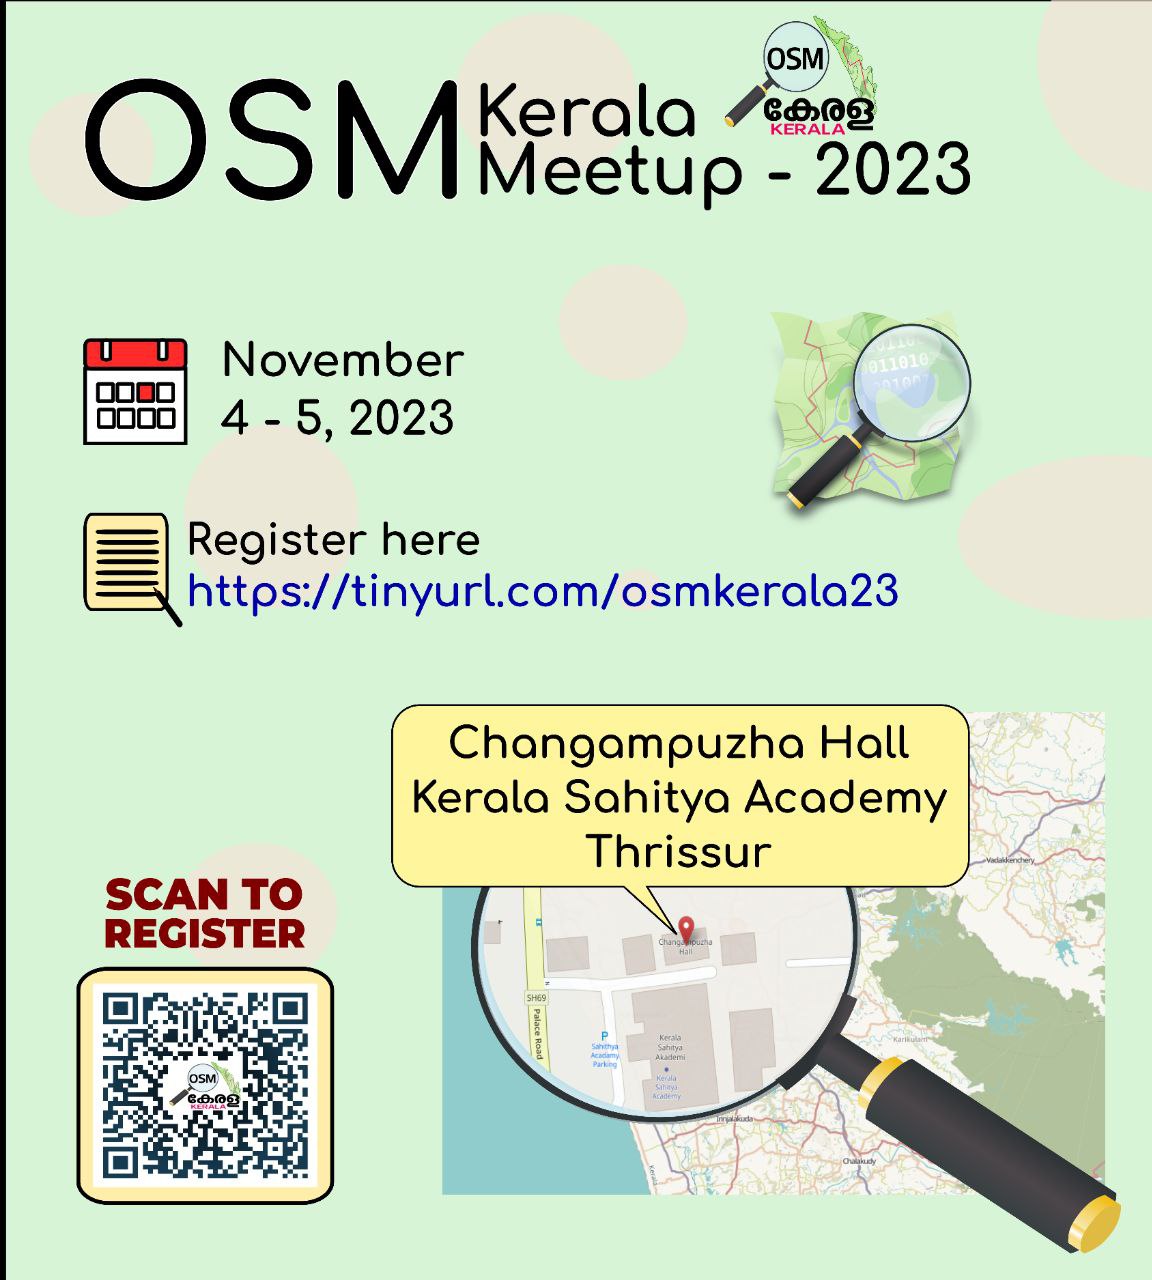 OSM
Kerala
Meetup - 2023
OSM
കേരള
KERALA
November
4 - 5, 2023
Register here
https://tinyurl.com/osmkerala23
Changampuzha Hall
Kerala Sahitya Academy
Thrissur
Vadakkenchery
Changampuzha
Hall
SH69
Palace Road
P
Sahithya
Academy
Parking
Kerala
Sahitya
Akademi
Kerala
Sahitya
Academy
Karikulam
Irinjalakuda
Chalakudy
Kerala
SCAN TO
REGISTER
OSM
കേരള
KERALA